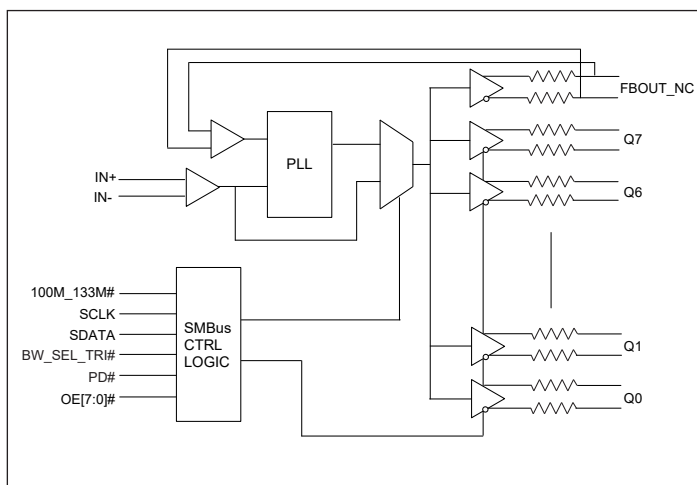 FBOUT_NC
Q7
PLL
IN+
IN-
Q6
100M_133M#
SCLK
SDATA
BW_SEL_TRI#
PD#
OE[7:0]#
SMBus
CTRL
LOGIC
Q1
Q0